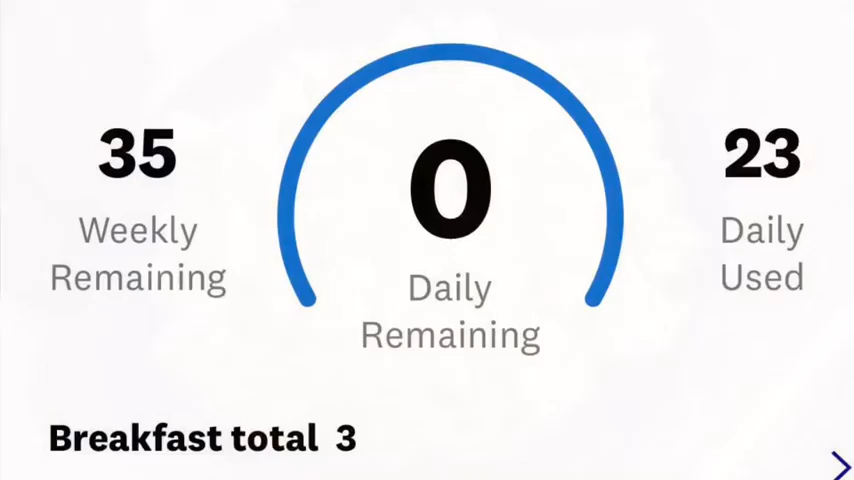 35
Weekly
Remaining
0
Daily
Remaining
23
Daily
Used
Breakfast total 3